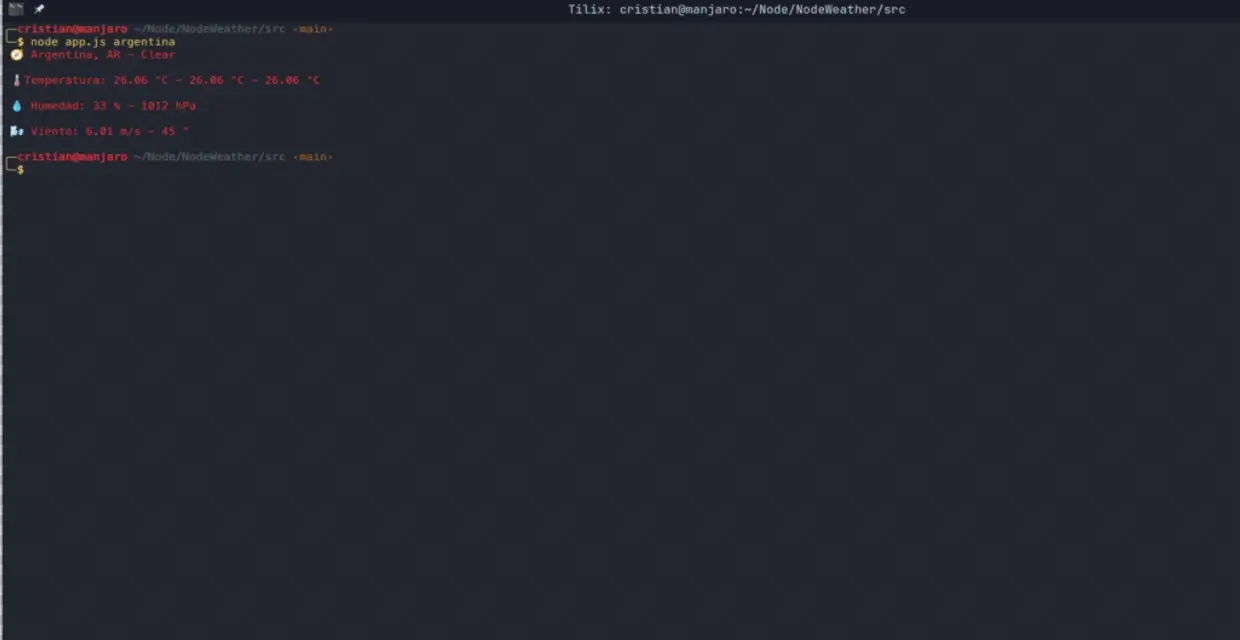 Tilix: cristian@manjaro:~/Node/NodeWeather/src
cristian@manjaro ~/Node/NodeWeather/src ‹main›
$ node app.js argentina
🧭 Argentina, AR - Clear
🌡️Temperatura: 26.06 °C - 26.06 °C - 26.06 °C
💧 Humedad: 33 % - 1012 hPa
🌬️ Viento: 6.01 m/s - 45 °
cristian@manjaro ~/Node/NodeWeather/src ‹main›
$